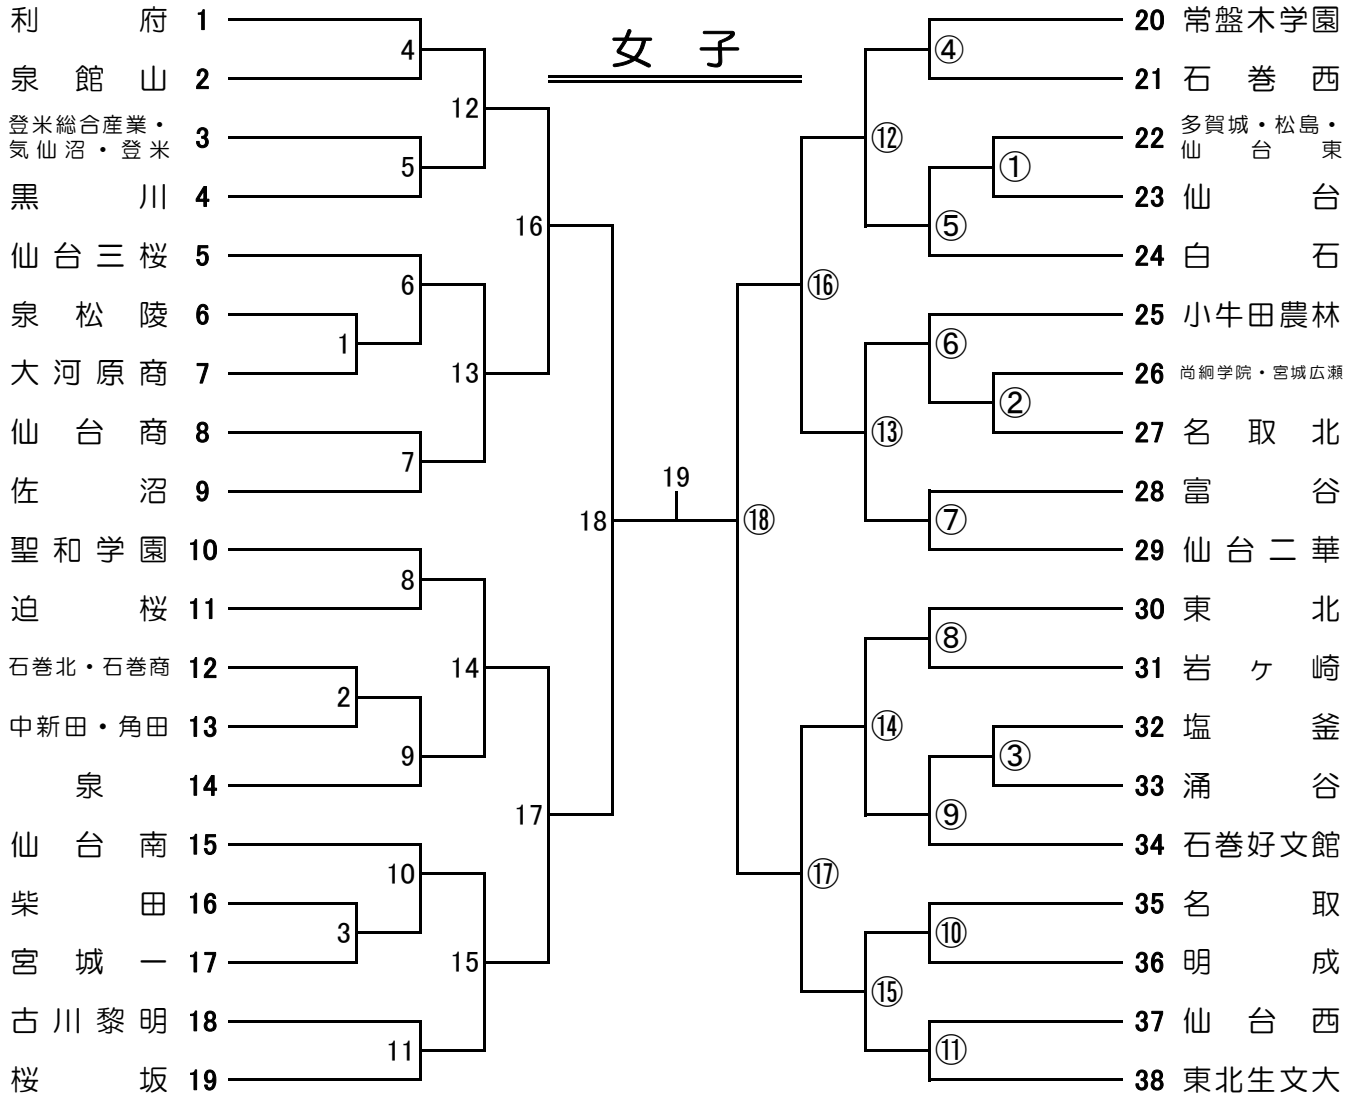 女子
利府 1
泉館山 2
登米総合産業・
気仙沼・登米 3
黒川 4
仙台三桜 5
泉松陵 6
大河原商 7
仙台商 8
佐沼 9
聖和学園 10
迫桜 11
石巻北・石巻商 12
中新田・角田 13
泉 14
仙台南 15
柴田 16
宮城一 17
古川黎明 18
桜坂 19
4
12
5
16
6
1
13
7
18
8
14
2
9
17
10
3
15
11
19
④
⑫
①
⑤
⑯
⑥
②
⑬
⑦
⑱
⑧
⑭
③
⑨
⑰
⑩
⑮
⑪
20 常盤木学園
21 石巻西
22 多賀城・松島・
仙台東
23 仙台
24 白石
25 小牛田農林
26 尚絅学院・宮城広瀬
27 名取北
28 富谷
29 仙台二華
30 東北
31 岩ヶ崎
32 塩釜
33 涌谷
34 石巻好文館
35 名取
36 明成
37 仙台西
38 東北生文大